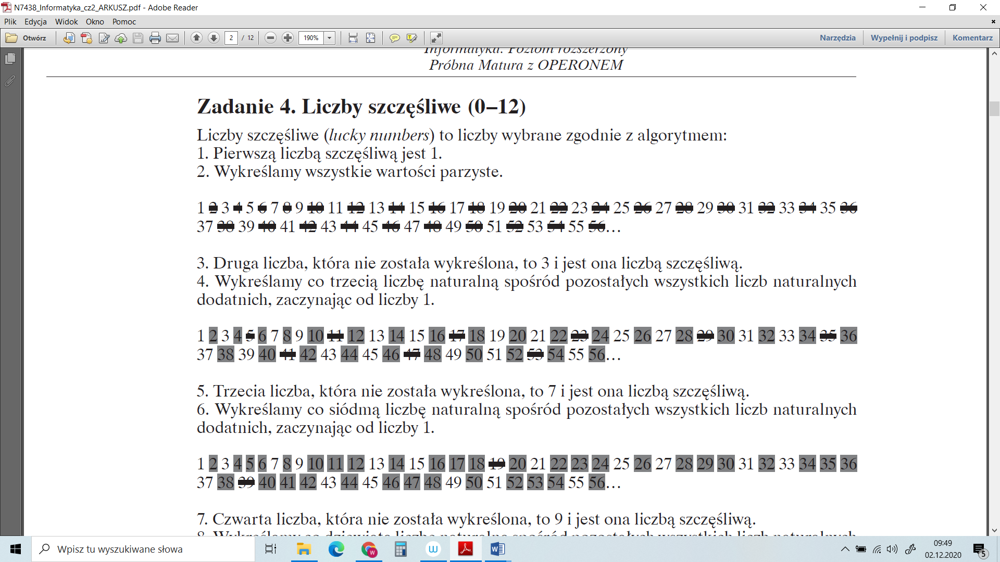 N7438_Informatyka_cz2_ARKUSZ.pdf - Adobe Reader
Plik Edycja Widok Okno Pomoc
Otwórz 2 / 12 190% Narzędzia Wypełnij i podpisz Komentarz
Informatyka. Poziom rozszerzony
Próbna Matura z OPERONEM
Zadanie 4. Liczby szczęśliwe (0–12)
Liczby szczęśliwe (lucky numbers) to liczby wybrane zgodnie z algorytmem:
1. Pierwszą liczbą szczęśliwą jest 1.
2. Wykreślamy wszystkie wartości parzyste.
1 2 3 4 5 6 7 8 9 10 11 12 13 14 15 16 17 18 19 20 21 22 23 24 25 26 27 28 29 30 31 32 33 34 35 36
37 38 39 40 41 42 43 44 45 46 47 48 49 50 51 52 53 54 55 56…
3. Druga liczba, która nie została wykreślona, to 3 i jest ona liczbą szczęśliwą.
4. Wykreślamy co trzecią liczbę naturalną spośród pozostałych wszystkich liczb naturalnych
dodatnich, zaczynając od liczby 1.
1 2 3 4 5 6 7 8 9 10 11 12 13 14 15 16 17 18 19 20 21 22 23 24 25 26 27 28 29 30 31 32 33 34 35 36
37 38 39 40 41 42 43 44 45 46 47 48 49 50 51 52 53 54 55 56…
5. Trzecia liczba, która nie została wykreślona, to 7 i jest ona liczbą szczęśliwą.
6. Wykreślamy co siódmą liczbę naturalną spośród pozostałych wszystkich liczb naturalnych
dodatnich, zaczynając od liczby 1.
1 2 3 4 5 6 7 8 9 10 11 12 13 14 15 16 17 18 19 20 21 22 23 24 25 26 27 28 29 30 31 32 33 34 35 36
37 38 39 40 41 42 43 44 45 46 47 48 49 50 51 52 53 54 55 56…
7. Czwarta liczba, która nie została wykreślona, to 9 i jest ona liczbą szczęśliwą.
8. Wykreślamy co dziewiątą liczbę naturalną spośród pozostałych wszystkich liczb naturalnych
Wpisz tu wyszukiwane słowa
09:49
02.12.2020
5